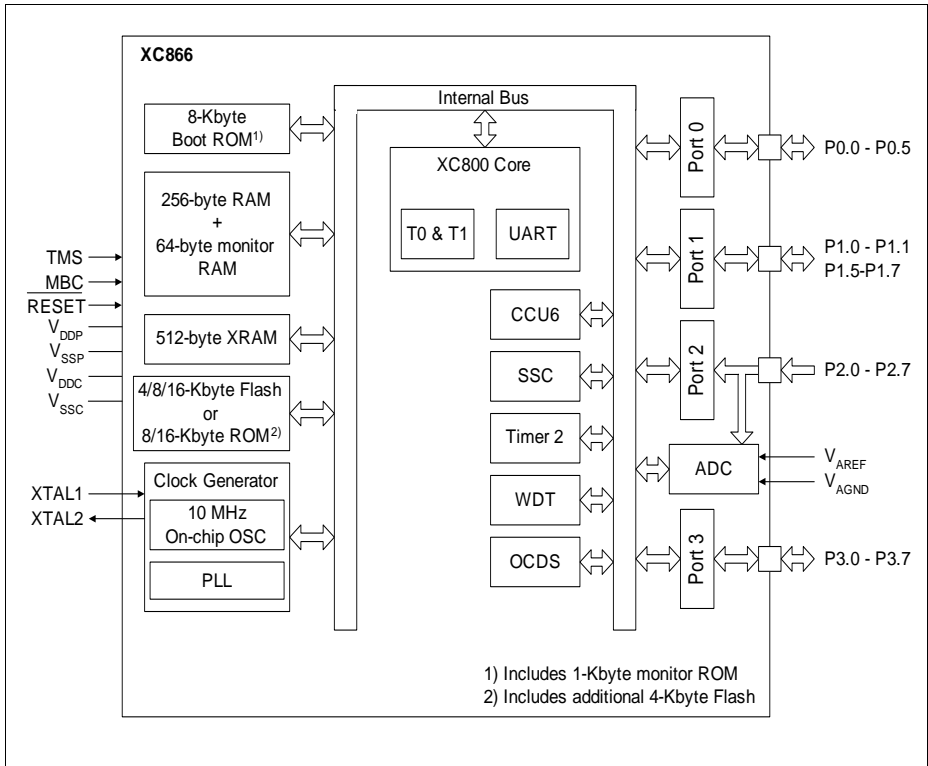 XC866
Internal Bus
8-Kbyte
Boot ROM1)
256-byte RAM
+
64-byte monitor
RAM
512-byte XRAM
4/8/16-Kbyte Flash
or
8/16-Kbyte ROM2)
Clock Generator
10 MHz
On-chip OSC
PLL
TMS
MBC
RESET
VDDP
VSSP
VDDC
VSSC
XTAL1
XTAL2
XC800 Core
T0 & T1
UART
CCU6
SSC
Timer 2
WDT
OCDS
Port 0
Port 1
Port 2
ADC
Port 3
P0.0 - P0.5
P1.0 - P1.1
P1.5-P1.7
P2.0 - P2.7
VAREF
VAGND
P3.0 - P3.7
1) Includes 1-Kbyte monitor ROM
2) Includes additional 4-Kbyte Flash